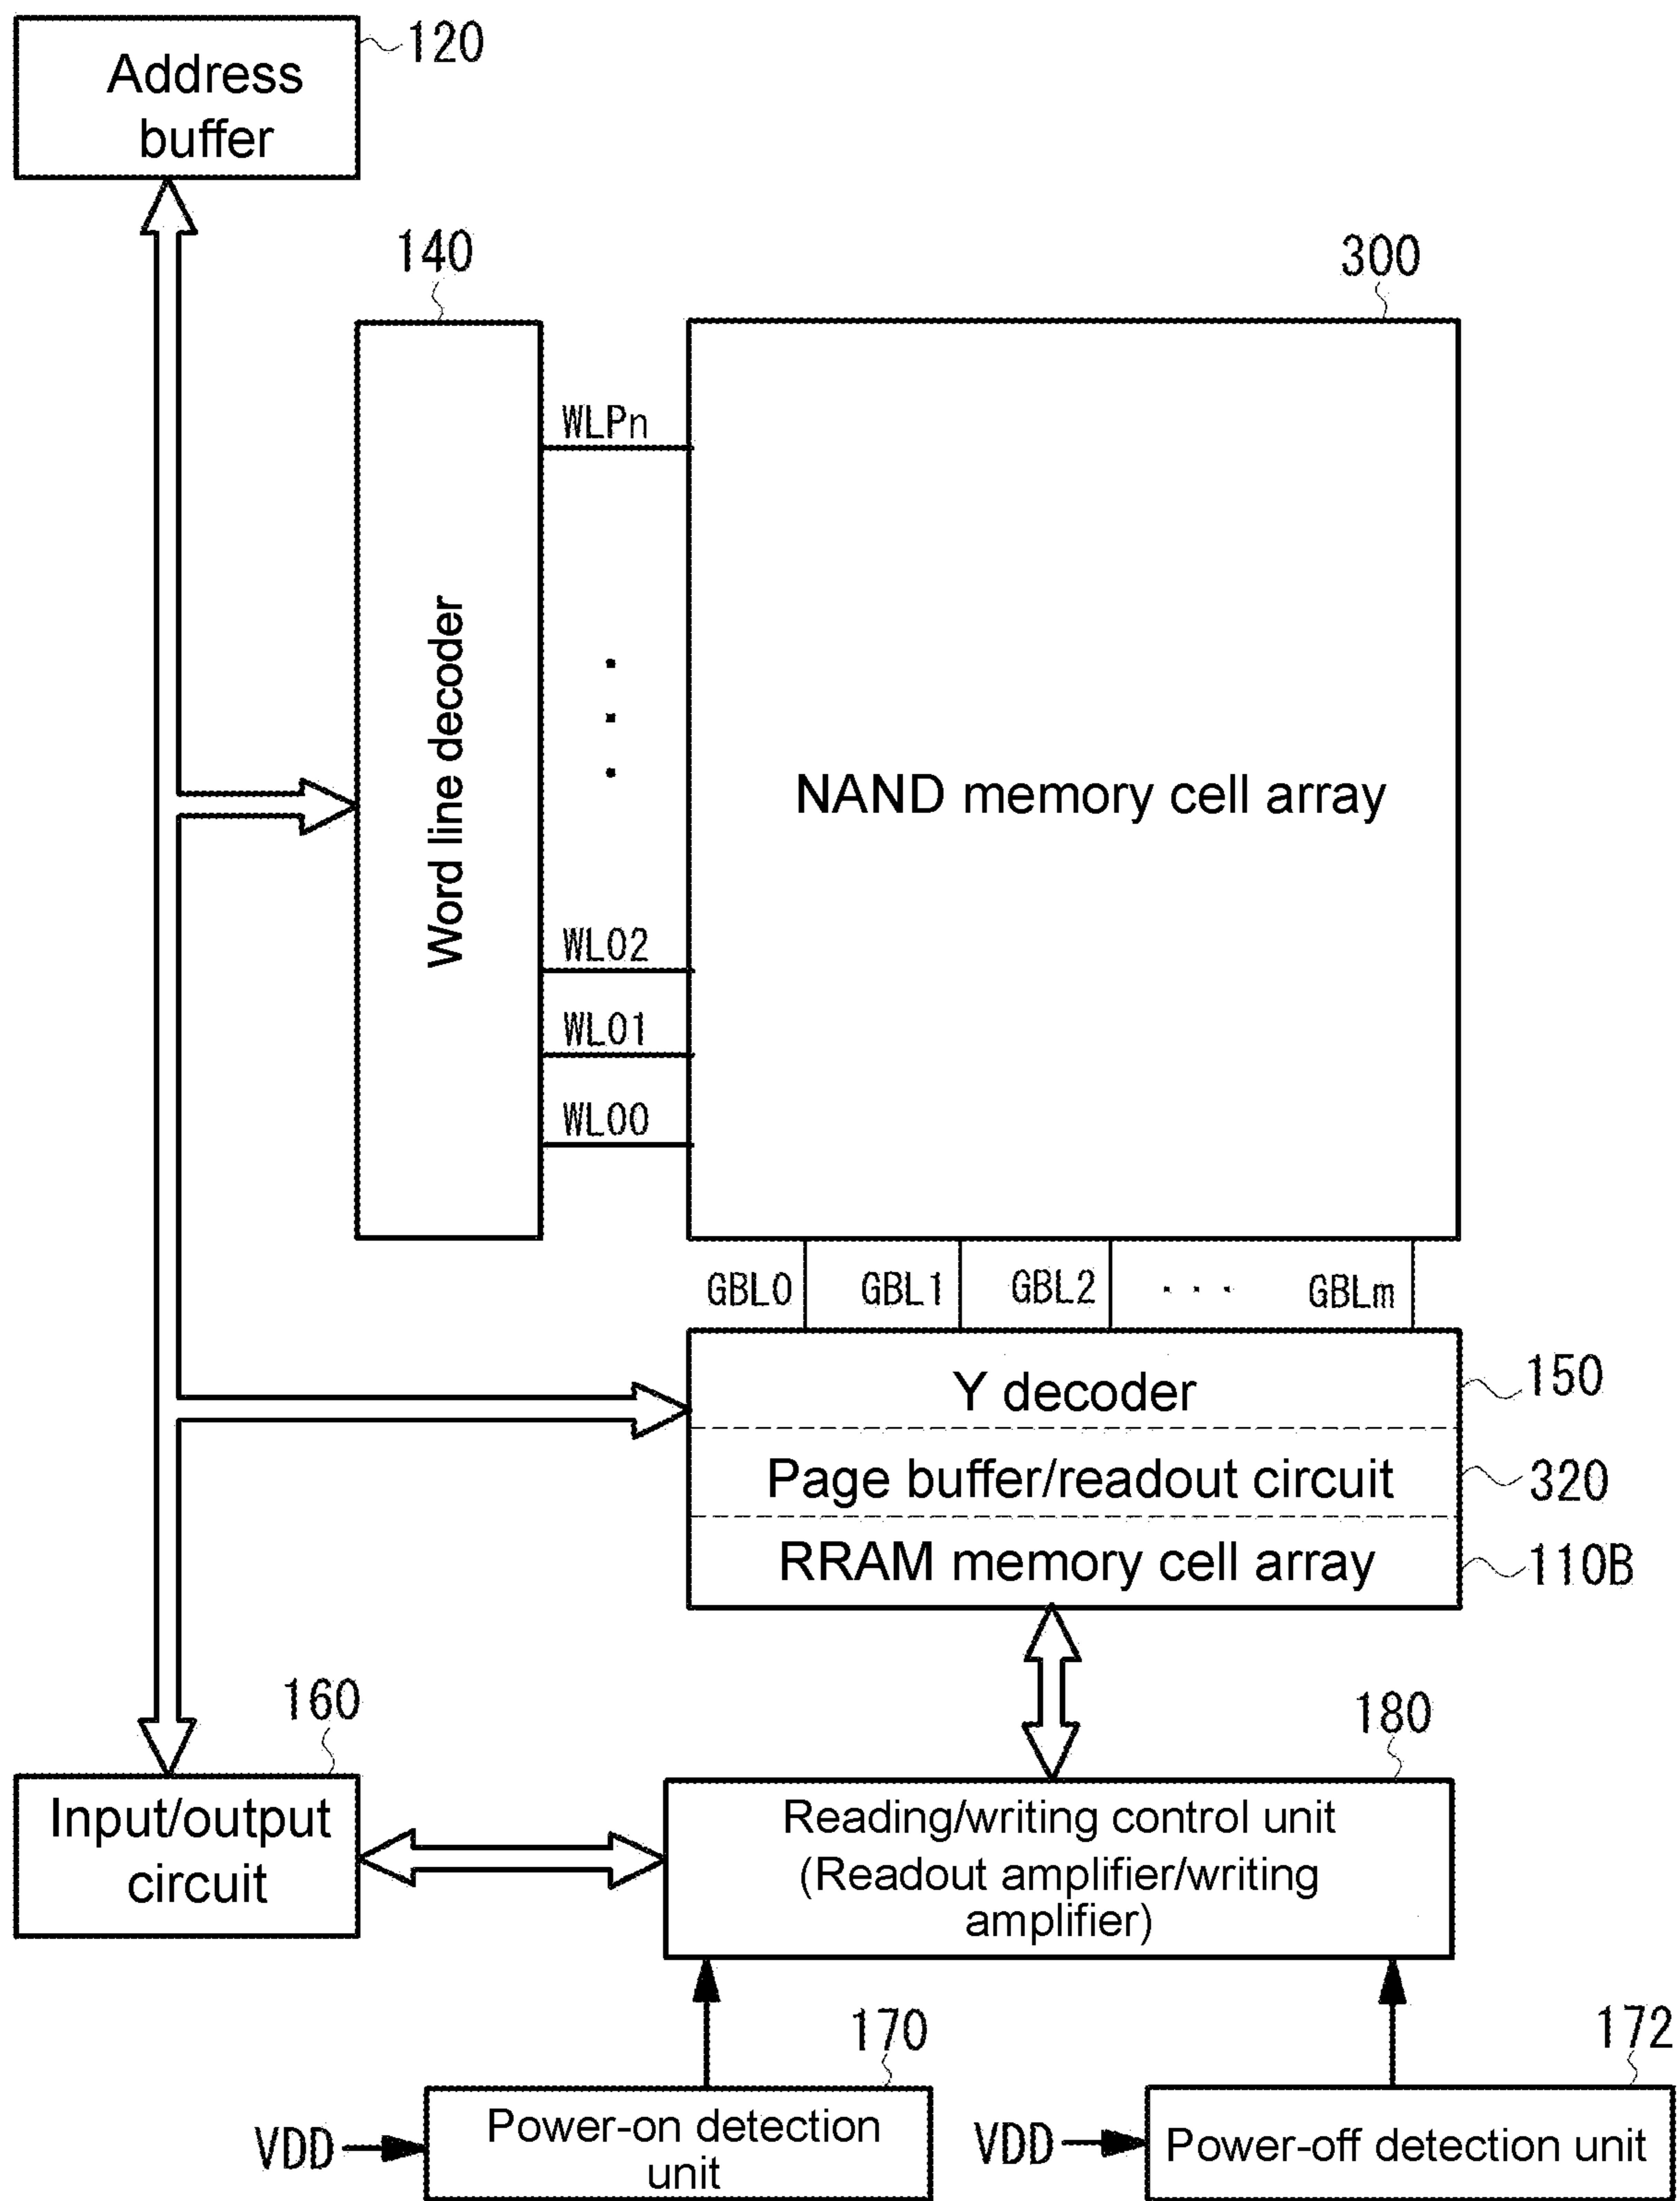 120
Address
buffer
140
300
WLPn
Word line decoder
NAND memory cell array
WL02
WL01
WL00
GBL0 GBL1 GBL2 ... GBLm
Y decoder
150
Page buffer/readout circuit
320
RRAM memory cell array
110B
160
180
Input/output
circuit
Reading/writing control unit
(Readout amplifier/writing
amplifier)
170
172
VDD
Power-on detection
unit
VDD
Power-off detection unit